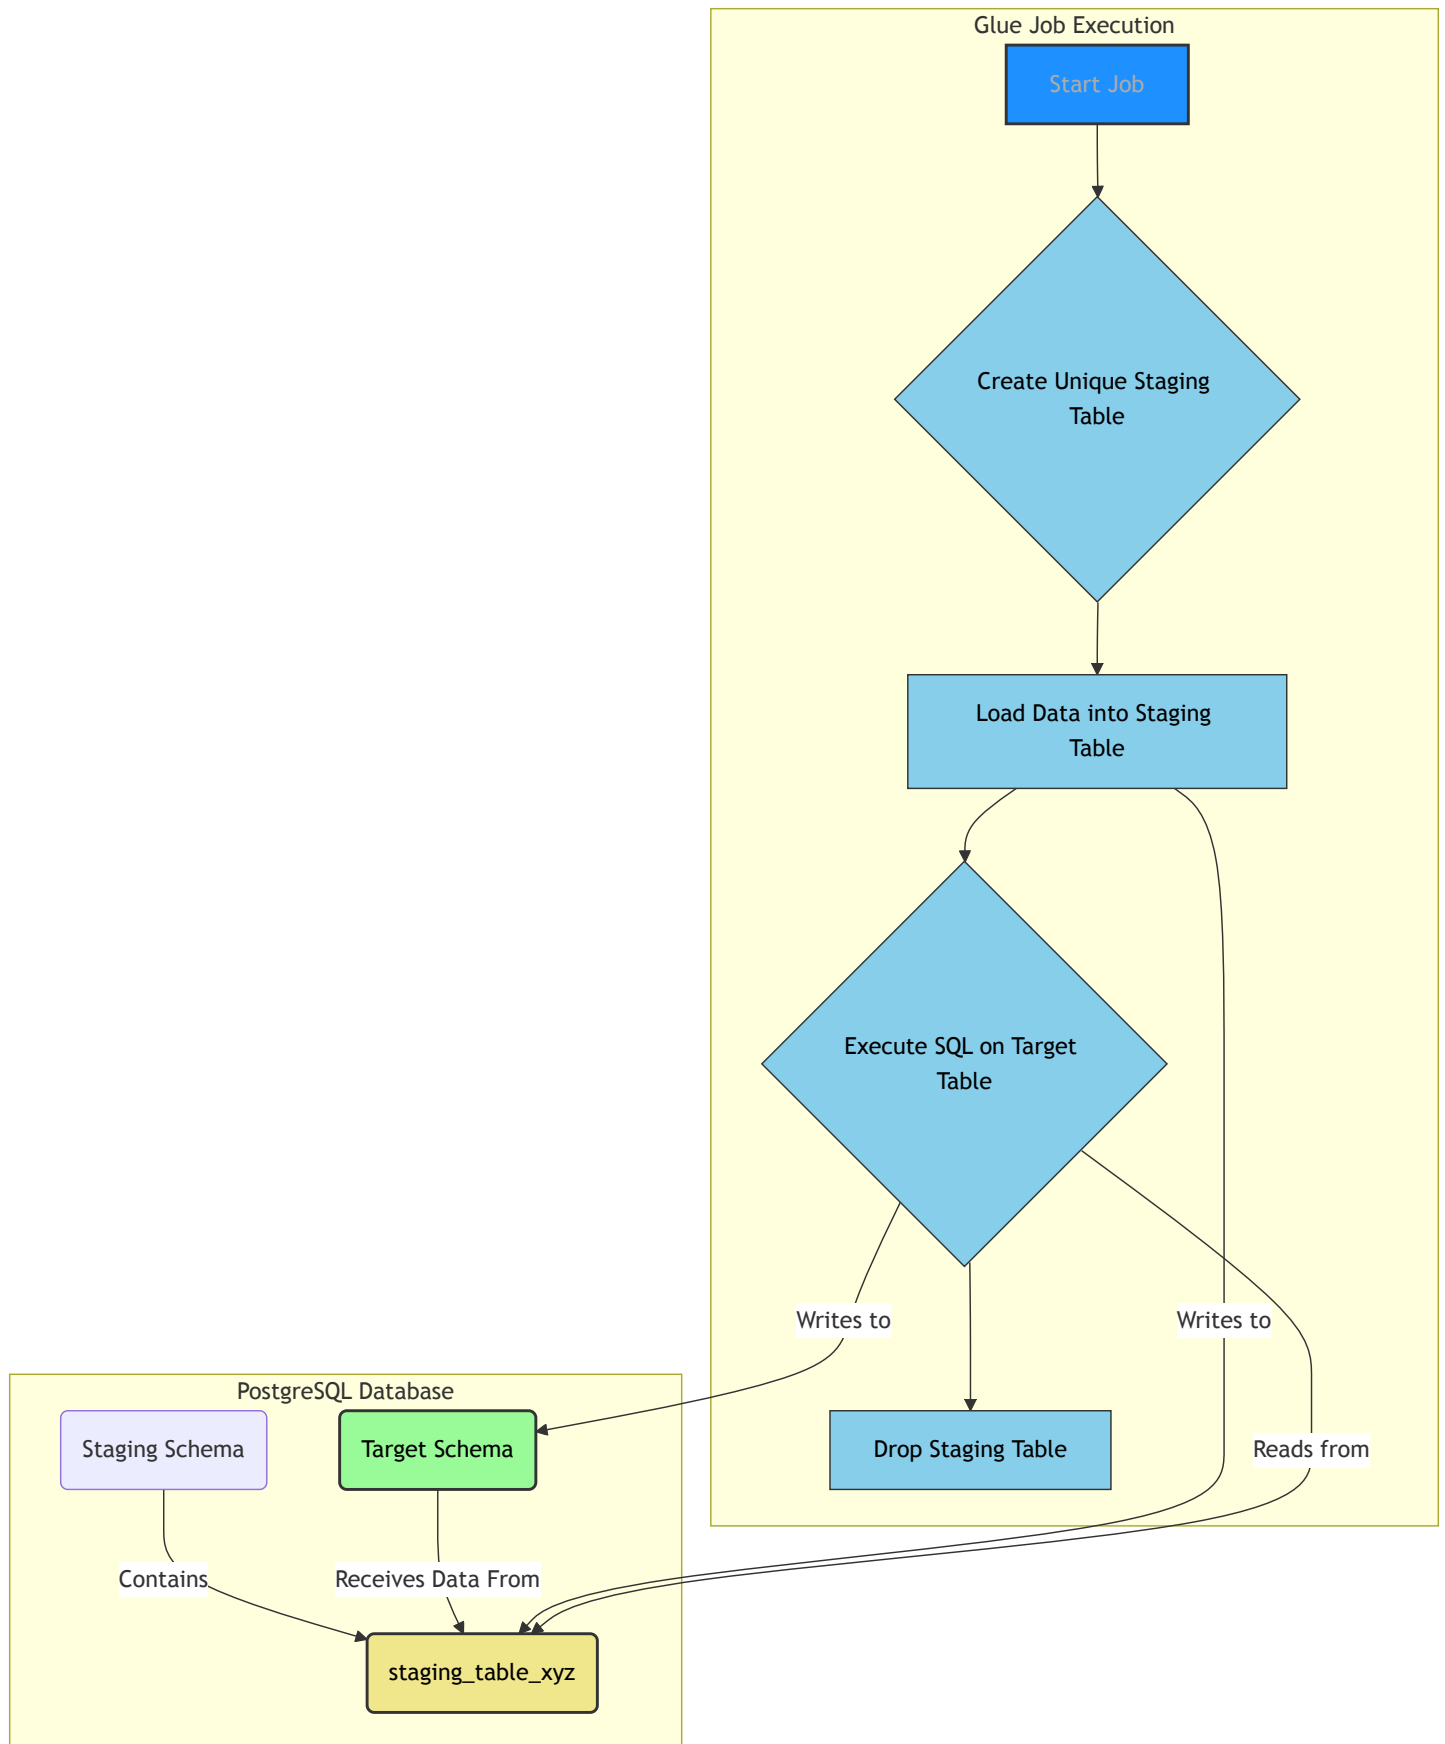 Glue Job Execution
Start Job
Create Unique Staging
Table
Load Data into Staging
Table
Execute SQL on Target
Table
Writes to
Writes to
PostgreSQL Database
Staging Schema
Target Schema
Drop Staging Table
Reads from
Contains
Receives Data From
staging_table_xyz